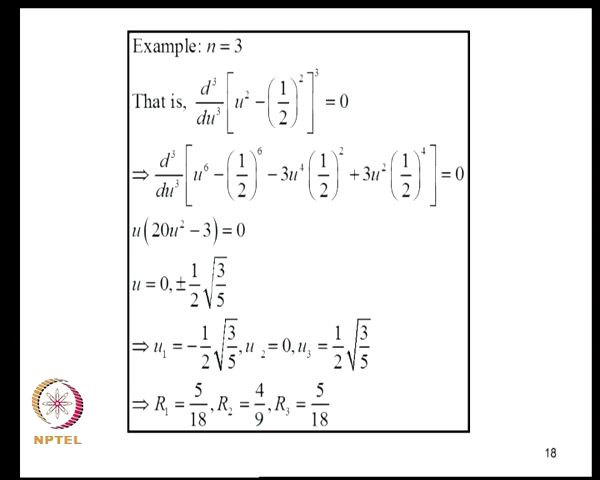 Example: n = 3
That is, d³/du³ [u² − (1/2)²]³ = 0
⇒ d³/du³ [u⁶ − (1/2)⁶ − 3u⁴(1/2)² + 3u²(1/2)⁴] = 0
u(20u² − 3) = 0
u = 0, ± 1/2 √(3/5)
⇒ u₁ = − 1/2 √(3/5), u ₂ = 0, u₃ = 1/2 √(3/5)
⇒ R₁ = 5/18, R₂ = 4/9, R₃ = 5/18
NPTEL
18